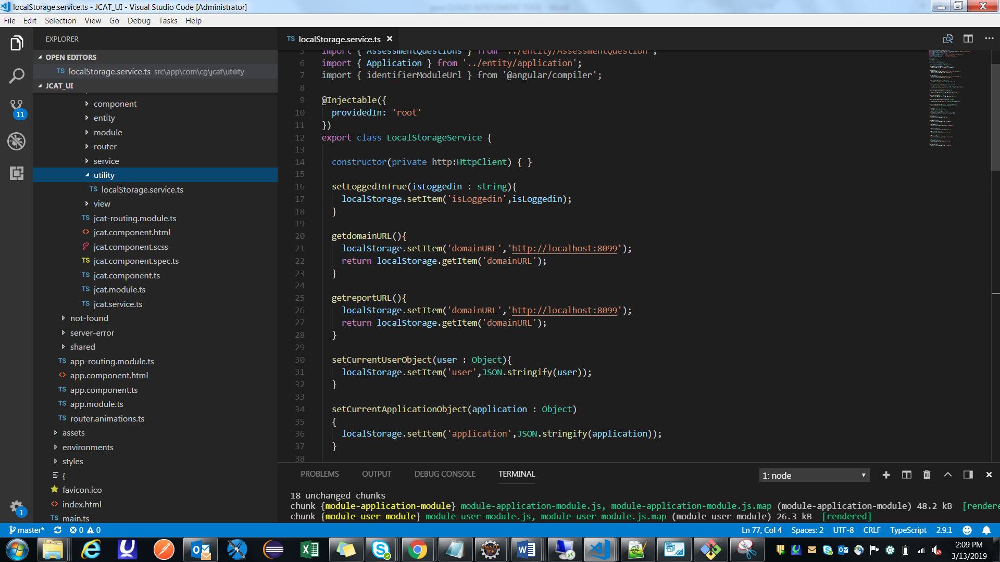 localStorage.service.ts - JCAT_UI - Visual Studio Code [Administrator]
File Edit Selection View Go Debug Tasks Help
EXPLORER
OPEN EDITORS
TS localStorage.service.ts src\app\com\cg\jcat\utility
JCAT_UI
component
entity
module
router
service
utility
TS localStorage.service.ts
view
TS jcat-routing.module.ts
<> jcat.component.html
jcat.component.scss
TS jcat.component.spec.ts
TS jcat.component.ts
TS jcat.module.ts
TS jcat.service.ts
not-found
server-error
shared
TS app-routing.module.ts
<> app.component.html
TS app.component.ts
TS app.module.ts
TS router.animations.ts
assets
environments
styles
{
favicon.ico
<> index.html
TS main.ts
11
1
TS localStorage.service.ts
5 import { AssessmentQuestions } from '../entity/AssessmentQuestion';
6 import { Application } from '../entity/application';
7 import { identifierModuleUrl } from '@angular/compiler';
8
9 @Injectable({
10 providedIn: 'root'
11 })
12 export class LocalStorageService {
13
14 constructor(private http:HttpClient) { }
15
16 setLoggedInTrue(isLoggedin : string){
17 localStorage.setItem('isLoggedin',isLoggedin);
18 }
19
20 getdomainURL(){
21 localStorage.setItem('domainURL','http://localhost:8099');
22 return localStorage.getItem('domainURL');
23 }
24
25 getreportURL(){
26 localStorage.setItem('domainURL','http://localhost:8099');
27 return localStorage.getItem('domainURL');
28 }
29
30 setCurrentUserObject(user : Object){
31 localStorage.setItem('user',JSON.stringify(user));
32 }
33
34 setCurrentApplicationObject(application : Object)
35 {
36 localStorage.setItem('application',JSON.stringify(application));
37 }
38
PROBLEMS OUTPUT DEBUG CONSOLE TERMINAL 1: node
18 unchanged chunks
chunk {module-application-module} module-application-module.js, module-application-module.js.map (module-application-module) 48.2 kB [rendere
chunk {module-user-module} module-user-module.js, module-user-module.js.map (module-user-module) 26.3 kB [rendered]
master* 0 0 Ln 77, Col 4 Spaces: 2 UTF-8 CRLF TypeScript 2.9.1
2:09 PM
3/13/2019